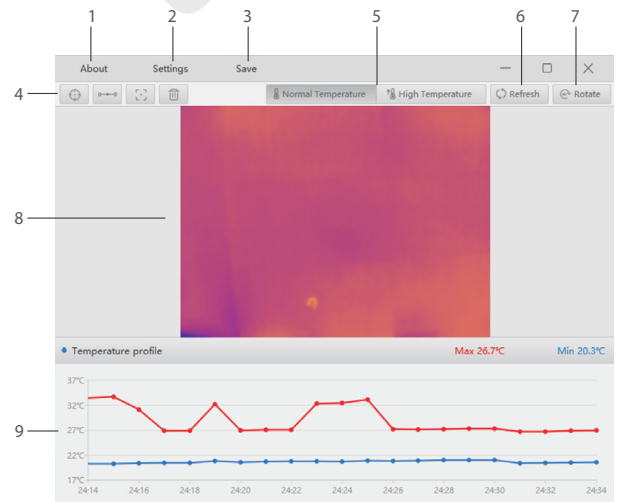 1 2 3 5 6 7
About Settings Save
4
Normal Temperature High Temperature Refresh Rotate
8
Temperature profile Max 26.7℃ Min 20.3℃
37℃
32℃
9
27℃
22℃
17℃
24:14 24:16 24:18 24:20 24:22 24:24 24:26 24:28 24:30 24:32 24:34